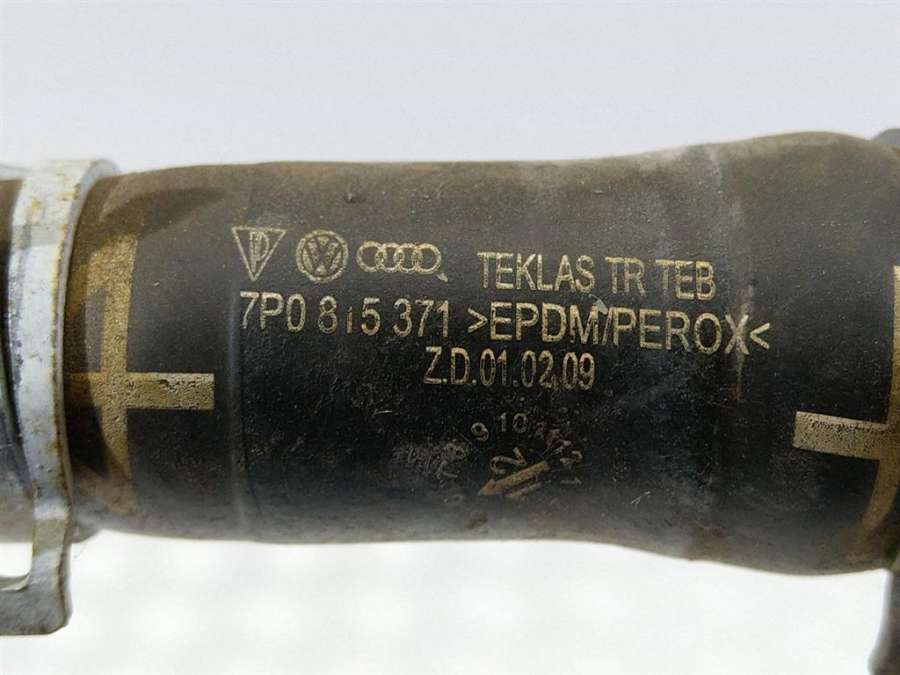 TEKLAS TR TEB
7P0 815 371 >EPDM/PEROX<
Z.D.01.02.09